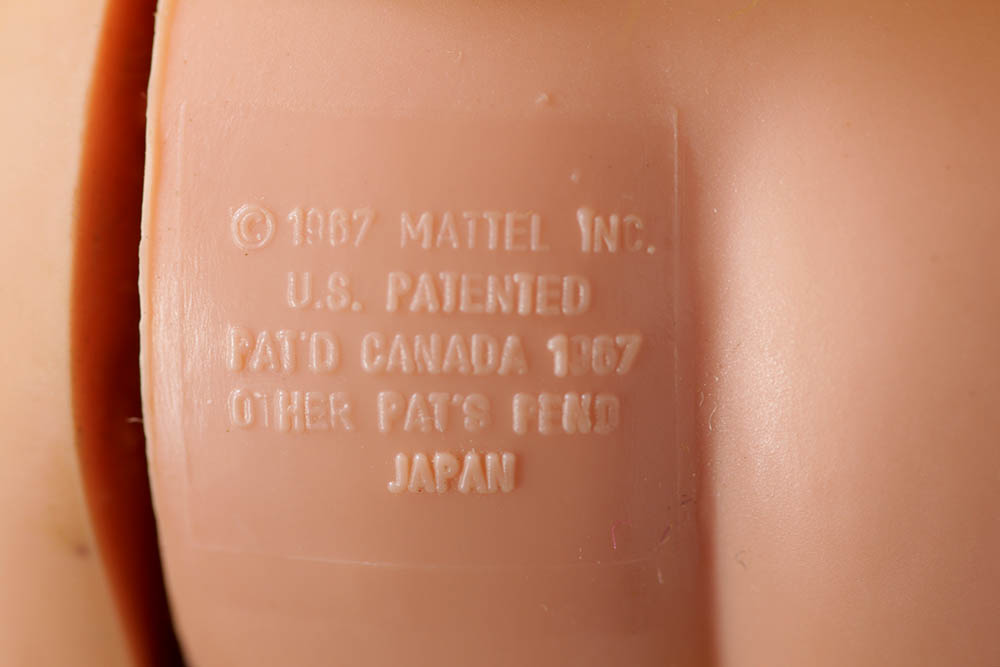 © 1967 MATTEL INC.
U.S. PATENTED
PAT'D CANADA 1967
OTHER PAT'S PEND
JAPAN